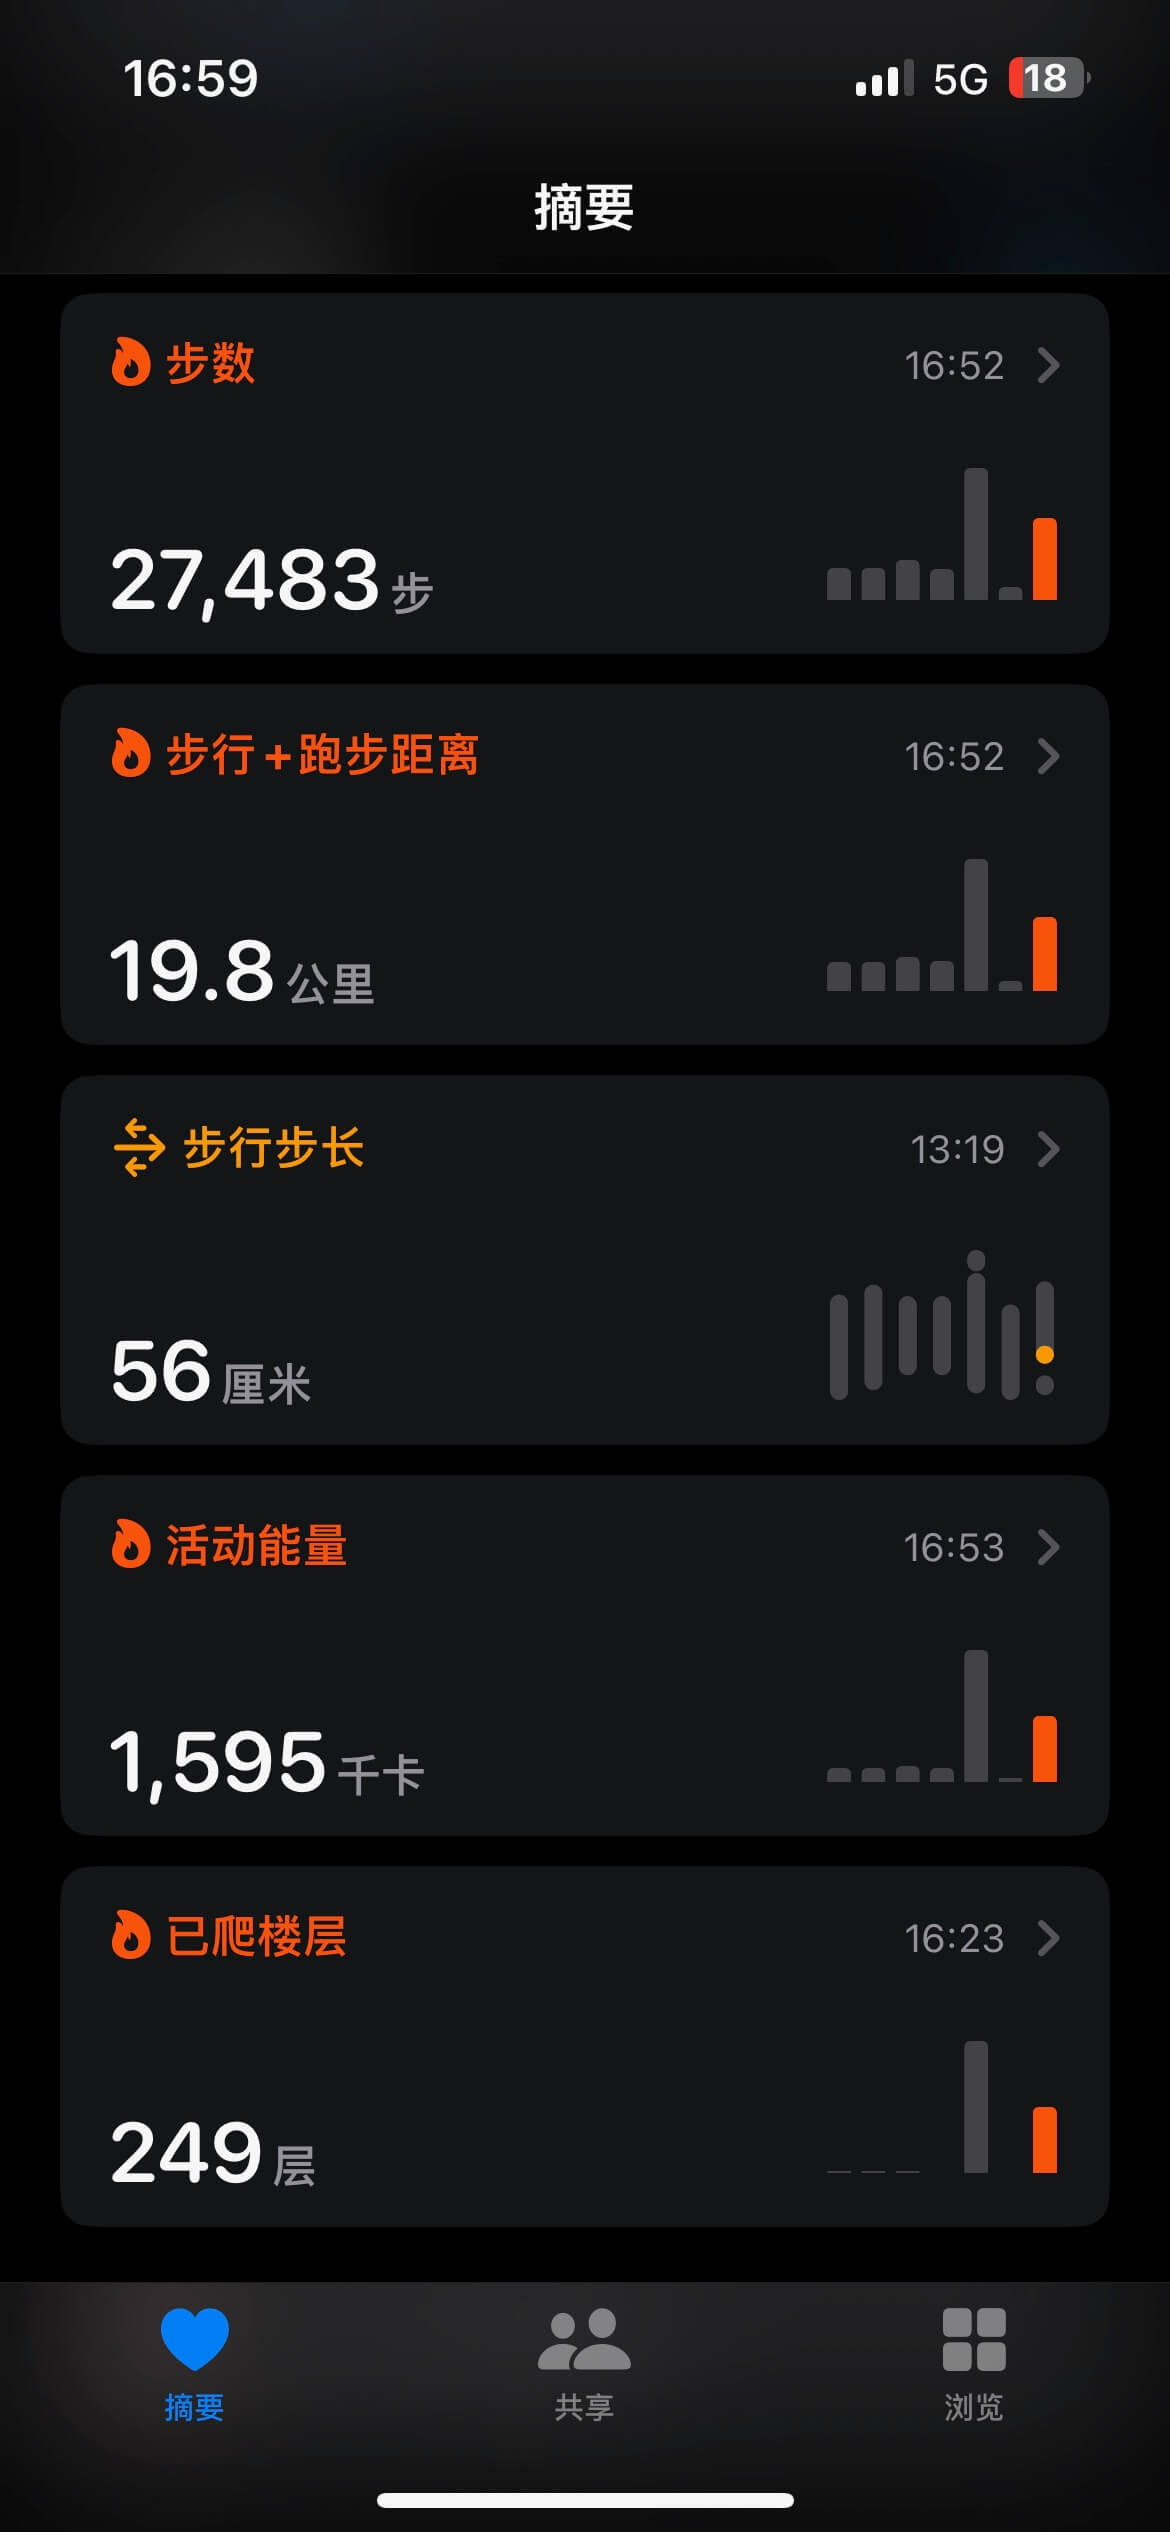 16:59 5G 18
摘要
步数 16:52
27,483 步
步行+跑步距离 16:52
19.8 公里
步行步长 13:19
56 厘米
活动能量 16:53
1,595 千卡
已爬楼层 16:23
249 层
摘要 共享 浏览